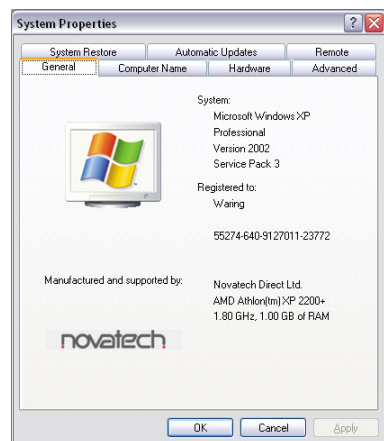 System Properties
System Restore
Automatic Updates
Remote
General
Computer Name
Hardware
Advanced
System:
Microsoft Windows XP
Professional
Version 2002
Service Pack 3
Registered to:
Waring
55274-640-9127011-23772
Manufactured and supported by:
Novatech Direct Ltd.
AMD Athlon(tm) XP 2200+
1.80 GHz, 1.00 GB of RAM
novatech
OK
Cancel
Apply